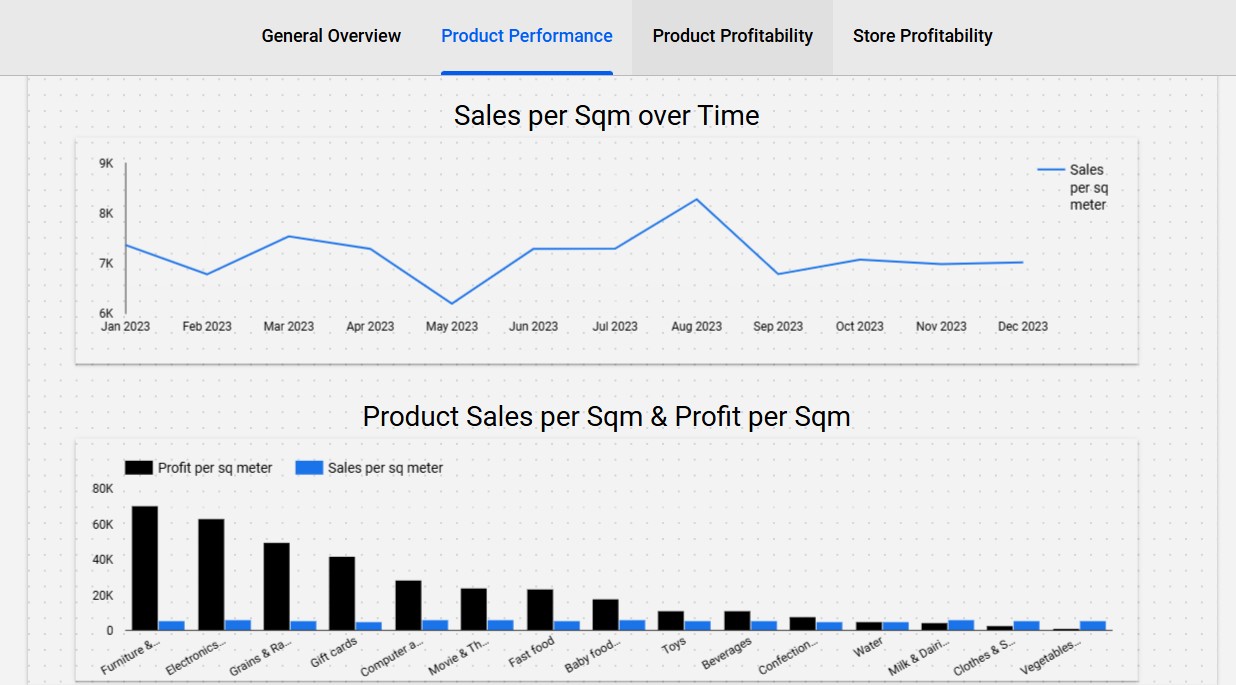 General Overview Product Performance Product Profitability Store Profitability
Sales per Sqm over Time
9K
8K
7K
6K
Sales
per sq
meter
Jan 2023 Feb 2023 Mar 2023 Apr 2023 May 2023 Jun 2023 Jul 2023 Aug 2023 Sep 2023 Oct 2023 Nov 2023 Dec 2023
Product Sales per Sqm & Profit per Sqm
Profit per sq meter Sales per sq meter
80K
60K
40K
20K
0
Furniture &... Electronics... Grains & Ra... Gift cards Computer a... Movie & Th... Fast food Baby food... Toys Beverages Confection... Water Milk & Dairi... Clothes & S... Vegetables...